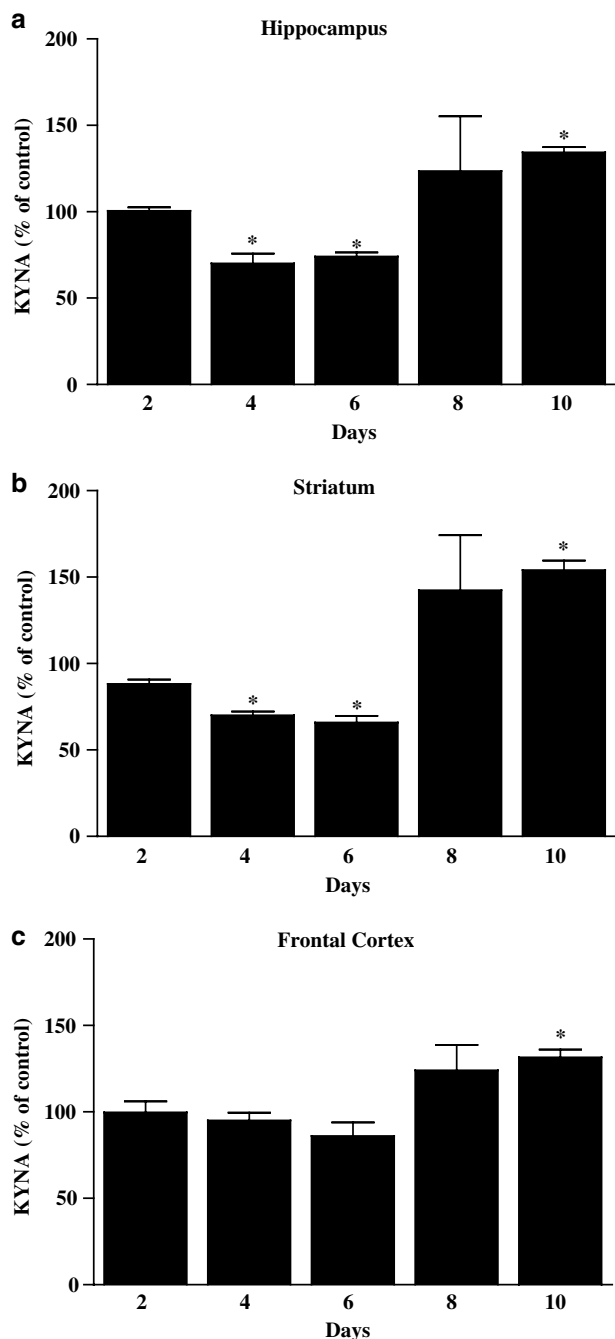 a
Hippocampus
200
150
100
50
0
KYNA (% of control)
*
*
*
2 4 6 8 10
Days
b
Striatum
200
150
100
50
0
KYNA (% of control)
*
*
*
2 4 6 8 10
Days
c
Frontal Cortex
200
150
100
50
0
KYNA (% of control)
*
2 4 6 8 10
Days